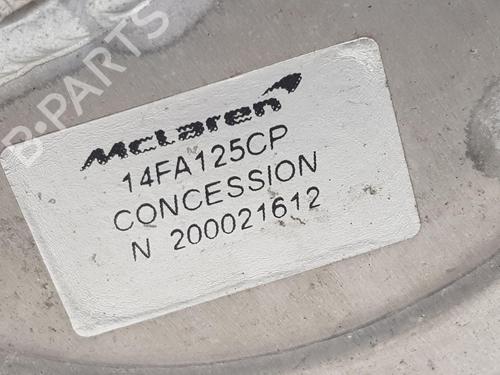 B-PARTS
McLaren
14FA125CP
CONCESSION
N 200021612